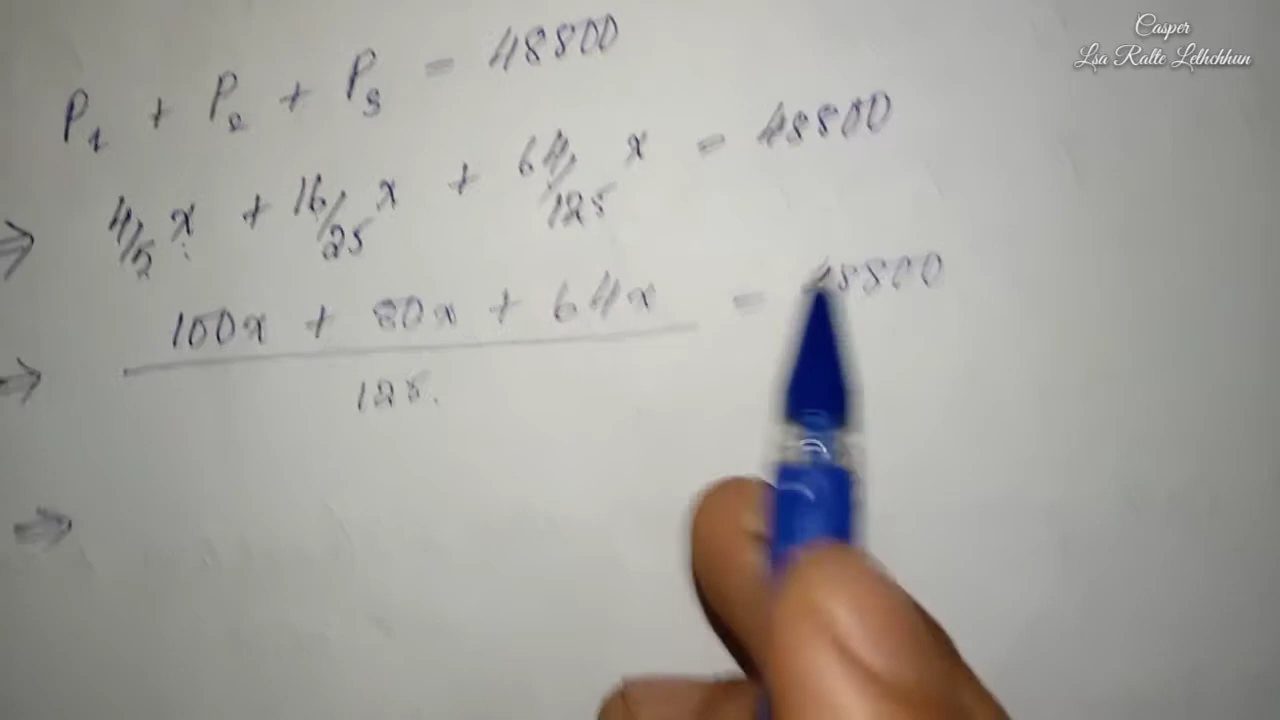 Casper
Lsa Ralte Lethchhun
P₁ + P₂ + P₃ = 48800
⇒ 4/5 x + 16/25 x + 64/125 x = 48800
⇒ 100x + 80x + 64x = 48800
125
⇒